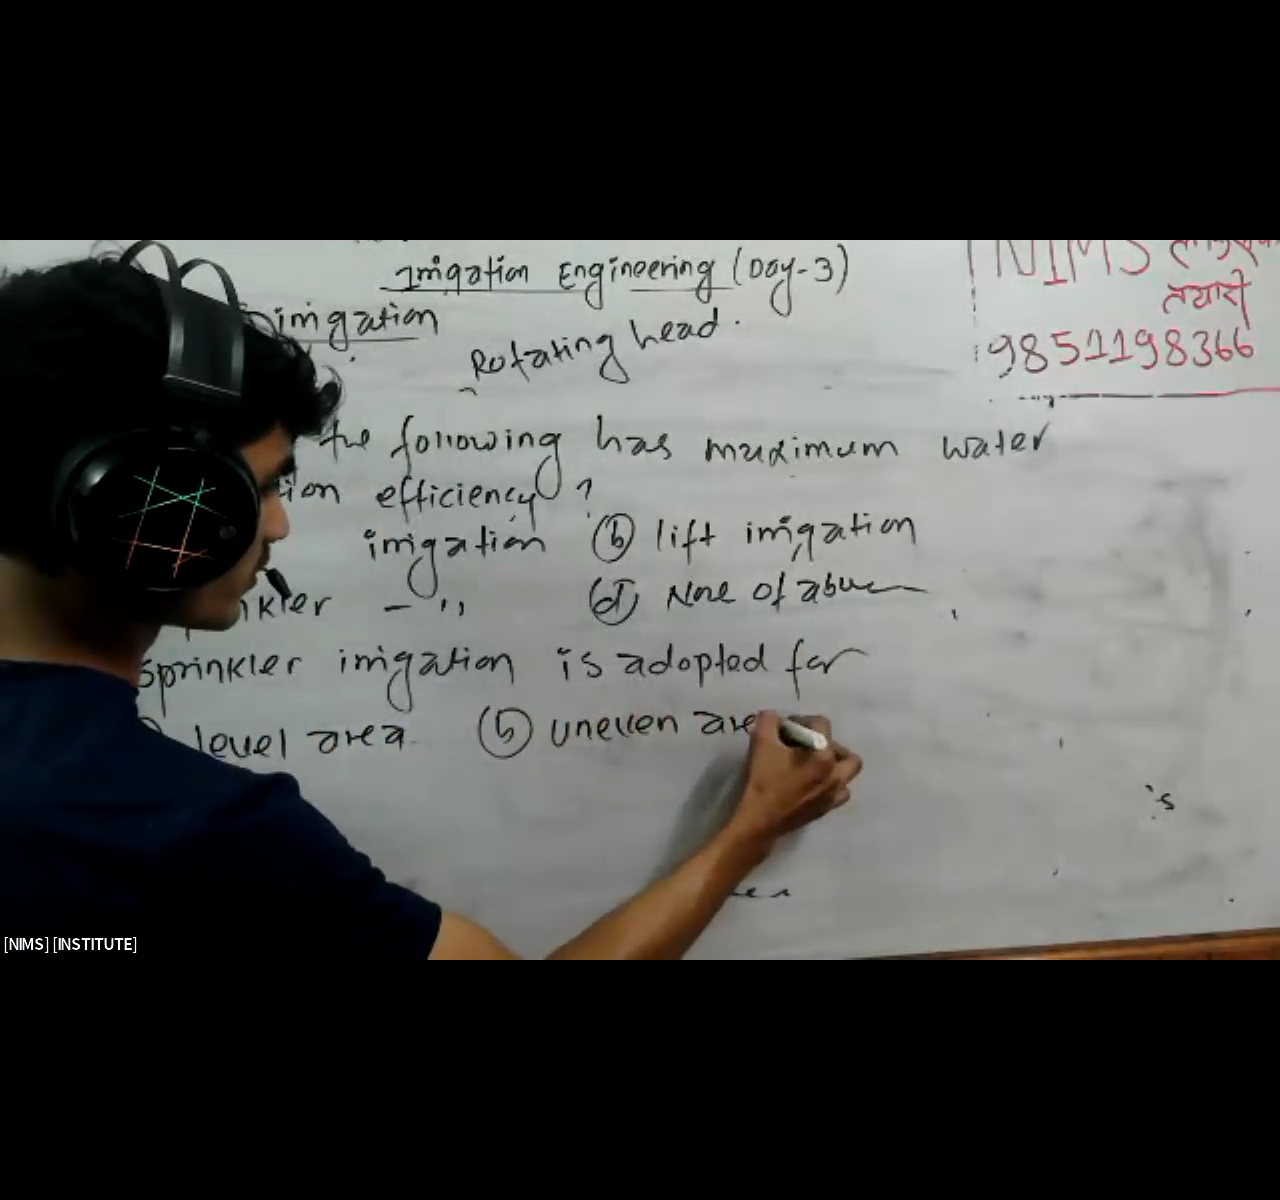 Irrigation Engineering (Day-3)
irrigation
Rotating head.
NIMS
तयारी
9851198366
the following has maximum water
efficiency?
irrigation (b) lift irrigation
(d) None of above
sprinkler irrigation is adopted for
level area (b) uneven are
[NIMS] [INSTITUTE]